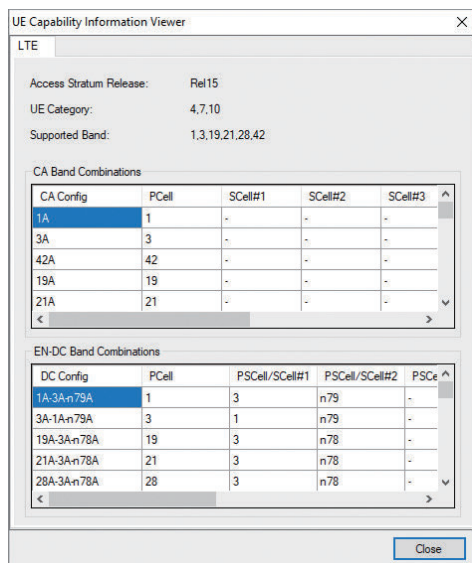 UE Capability Information Viewer
LTE
Access Stratum Release: Rel15
UE Category: 4,7,10
Supported Band: 1,3,19,21,28,42
CA Band Combinations
CA Config PCell SCell#1 SCell#2 SCell#3
1A 1 - - -
3A 3 - - -
42A 42 - - -
19A 19 - - -
21A 21 - - -
EN-DC Band Combinations
DC Config PCell PSCell/SCell#1 PSCell/SCell#2 PSCe
1A-3A-n79A 1 3 n79 -
3A-1A-n79A 3 1 n79 -
19A-3A-n78A 19 3 n78 -
21A-3A-n78A 21 3 n78 -
28A-3A-n78A 28 3 n78 -
Close